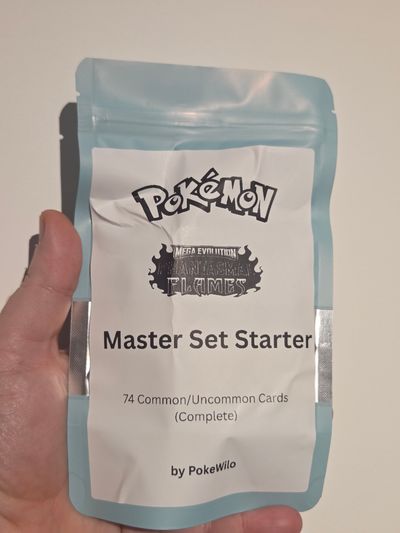 POKéMON
MEGA EVOLUTION
PHANTASMAL
FLAMES
Master Set Starter
74 Common/Uncommon Cards
(Complete)
by PokeWilo